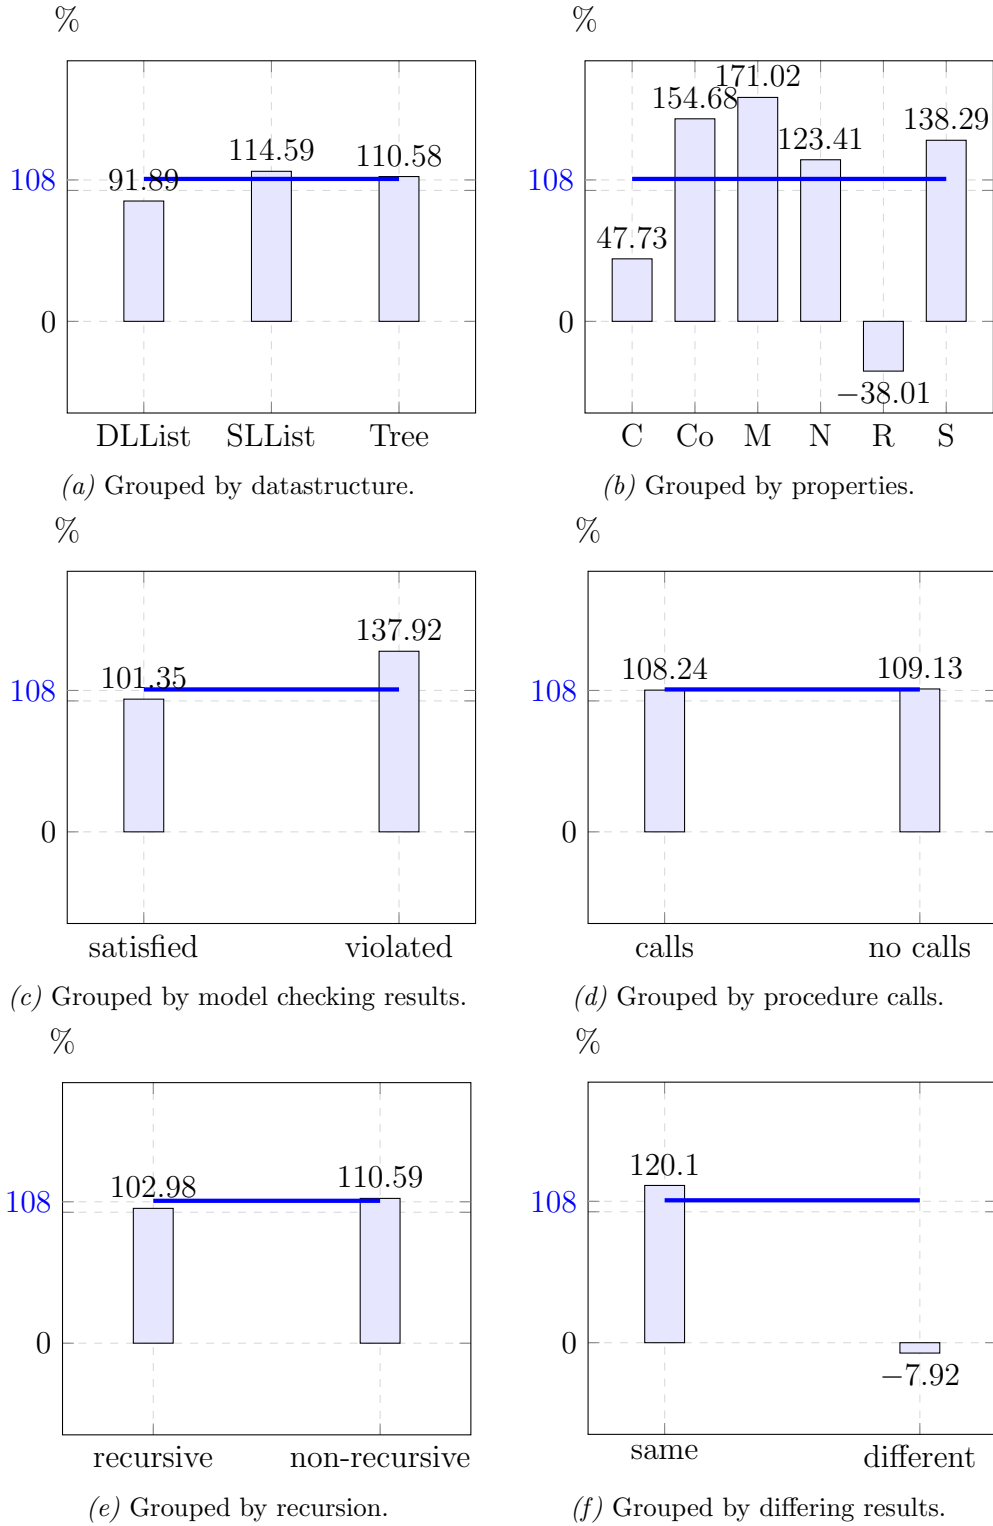 %
91.89
114.59
110.58
108
0
DLList SLList Tree
(a) Grouped by datastructure.
%
47.73
154.68
171.02
123.41
−38.01
138.29
108
0
C Co M N R S
(b) Grouped by properties.
%
101.35
137.92
108
0
satisfied violated
(c) Grouped by model checking results.
%
108.24
109.13
108
0
calls no calls
(d) Grouped by procedure calls.
%
102.98
110.59
108
0
recursive non-recursive
(e) Grouped by recursion.
%
120.1
−7.92
108
0
same different
(f) Grouped by differing results.